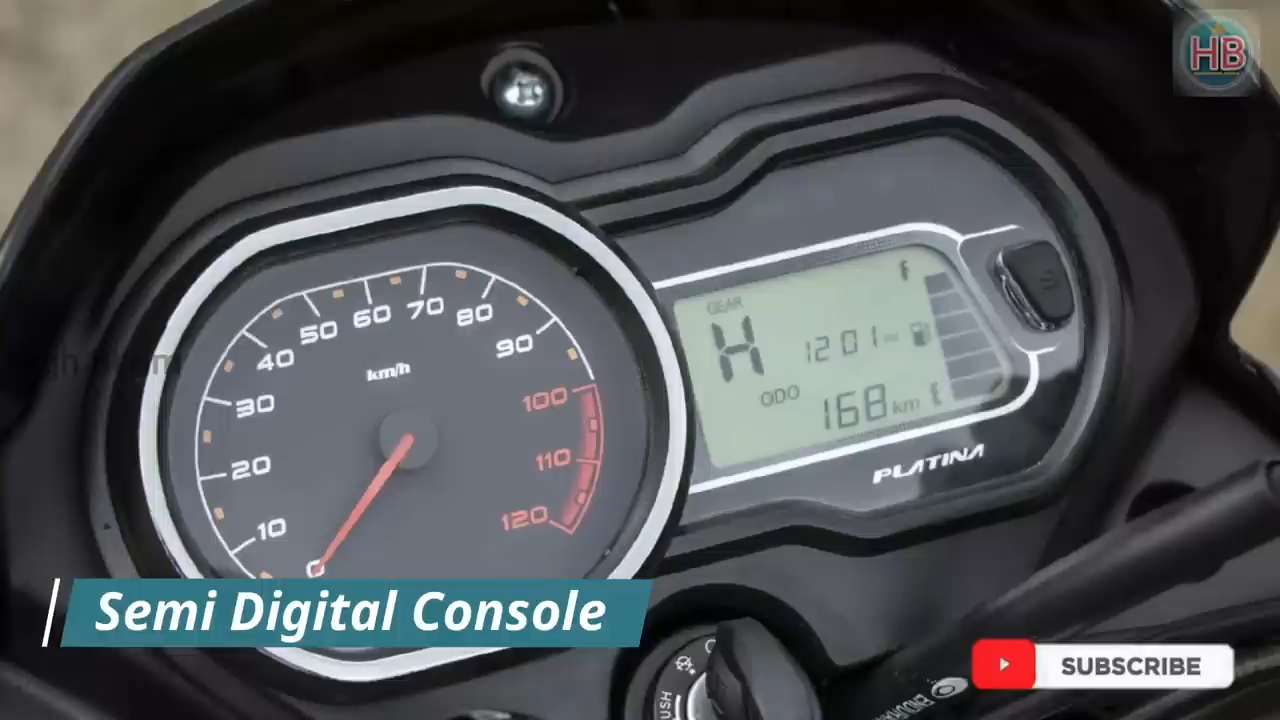 HB
10
20
30
40
50
60
70
80
90
100
110
120
0
km/h
GEAR
H
1201
F
ODO
168 km
E
PLATINA
Semi Digital Console
PUSH
SUBSCRIBE